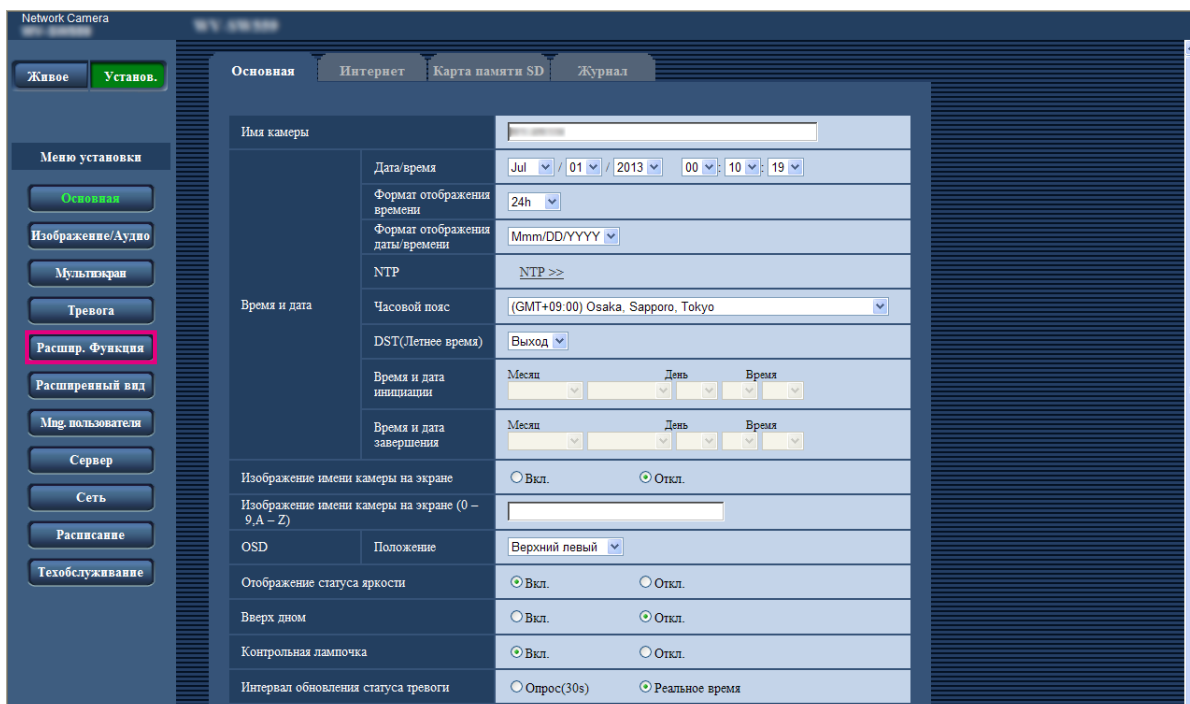 Network Camera
Живое
Установ.
Меню установки
Основная
Изображение/Аудио
Мультиэкран
Тревога
Расшир. Функция
Расширенный вид
Mng. пользователя
Сервер
Сеть
Расписание
Техобслуживание
Основная
Интернет
Карта памяти SD
Журнал
Имя камеры
Время и дата
Дата/время
Jul / 01 / 2013 00 : 10 : 19
Формат отображения
времени
24h
Формат отображения
даты/времени
Mmm/DD/YYYY
NTP
NTP >>
Часовой пояс
(GMT+09:00) Osaka, Sapporo, Tokyo
DST(Летнее время)
Выход
Время и дата
инициации
Месяц День Время
Время и дата
завершения
Месяц День Время
Изображение имени камеры на экране
Вкл. Откл.
Изображение имени камеры на экране (0 –
9,A – Z)
OSD
Положение
Верхний левый
Отображение статуса яркости
Вкл. Откл.
Вверх дном
Вкл. Откл.
Контрольная лампочка
Вкл. Откл.
Интервал обновления статуса тревоги
Опрос(30s) Реальное время